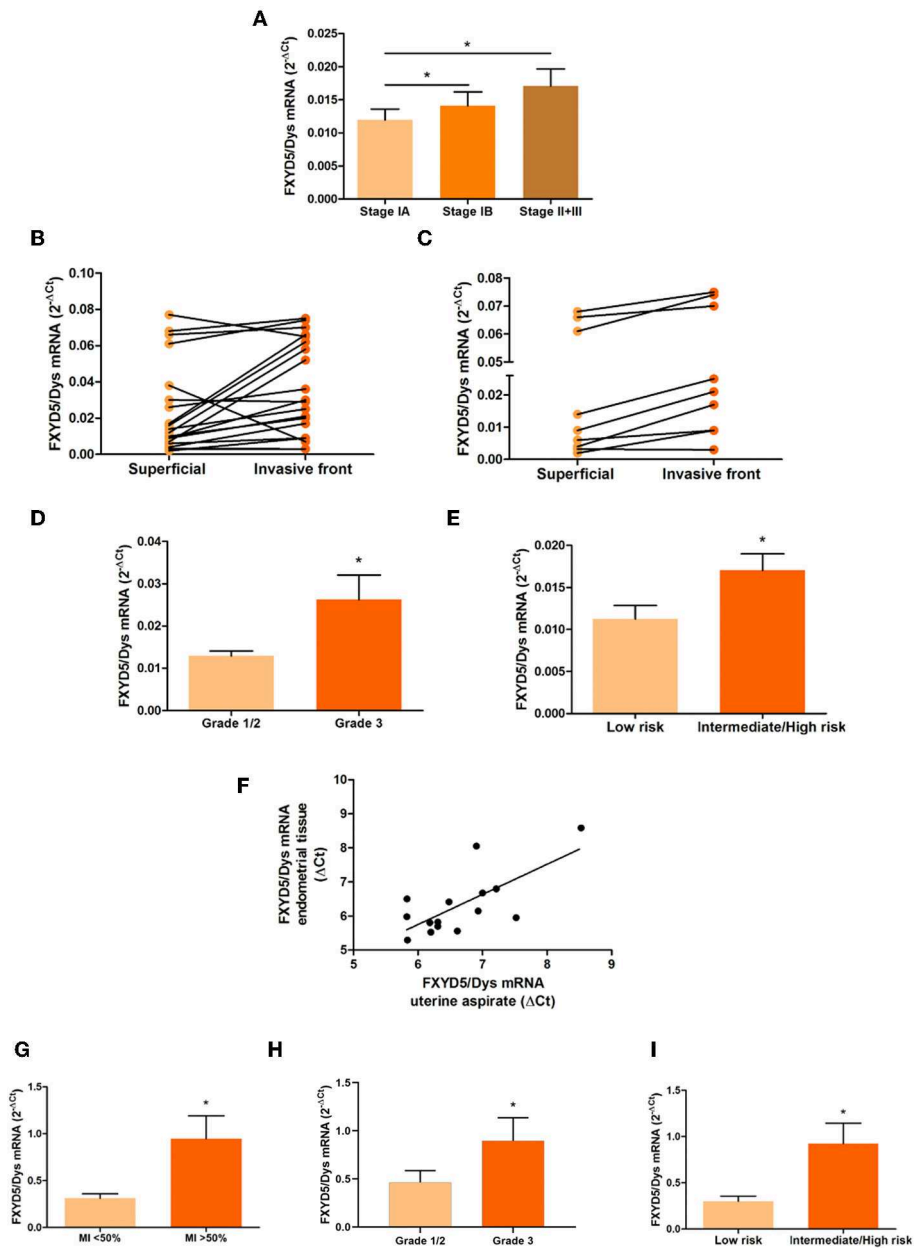 A
FXYD5/Dys mRNA (2-ΔCt)
0.025
0.020
0.015
0.010
0.005
0.000
*
*
Stage IA Stage IB Stage II+III
B
FXYD5/Dys mRNA (2-ΔCt)
0.10
0.08
0.06
0.04
0.02
0.00
Superficial Invasive front
C
FXYD5/Dys mRNA (2-ΔCt)
0.08
0.07
0.06
0.05
0.02
0.01
0.00
Superficial Invasive front
D
FXYD5/Dys mRNA (2-ΔCt)
0.04
0.03
0.02
0.01
0.00
*
Grade 1/2 Grade 3
E
FXYD5/Dys mRNA (2-ΔCt)
0.020
0.015
0.010
0.005
0.000
*
Low risk Intermediate/High risk
F
FXYD5/Dys mRNA
endometrial tissue
(ΔCt)
10
9
8
7
6
5
5 6 7 8 9
FXYD5/Dys mRNA
uterine aspirate (ΔCt)
G
FXYD5/Dys mRNA (2-ΔCt)
1.5
1.0
0.5
0.0
*
MI <50% MI >50%
H
FXYD5/Dys mRNA (2-ΔCt)
1.5
1.0
0.5
0.0
*
Grade 1/2 Grade 3
I
FXYD5/Dys mRNA (2-ΔCt)
1.5
1.0
0.5
0.0
*
Low risk Intermediate/High risk